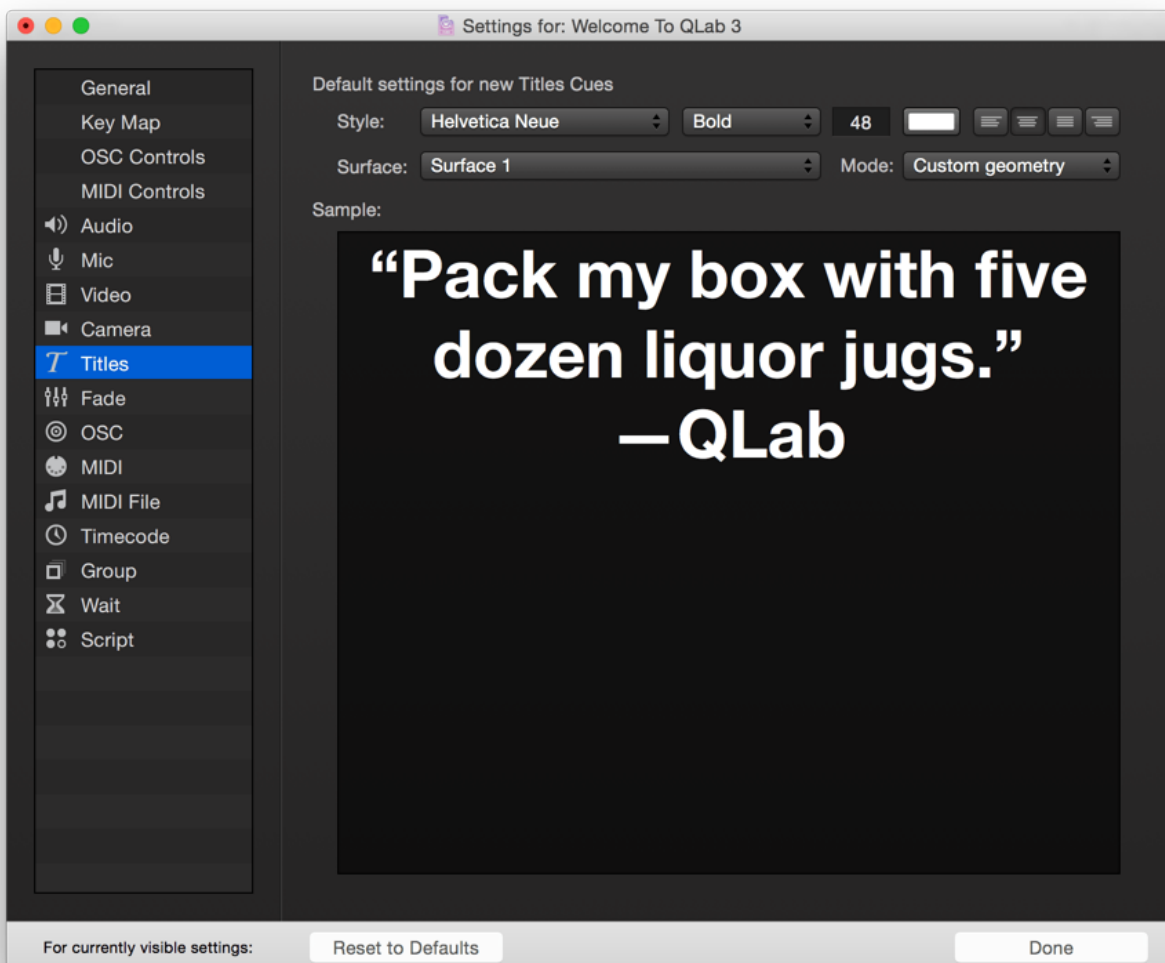 Settings for: Welcome To QLab 3
General
Key Map
OSC Controls
MIDI Controls
Audio
Mic
Video
Camera
Titles
Fade
OSC
MIDI
MIDI File
Timecode
Group
Wait
Script
Default settings for new Titles Cues
Style: Helvetica Neue Bold 48
Surface: Surface 1 Mode: Custom geometry
Sample:
“Pack my box with five
dozen liquor jugs.”
—QLab
For currently visible settings: Reset to Defaults Done